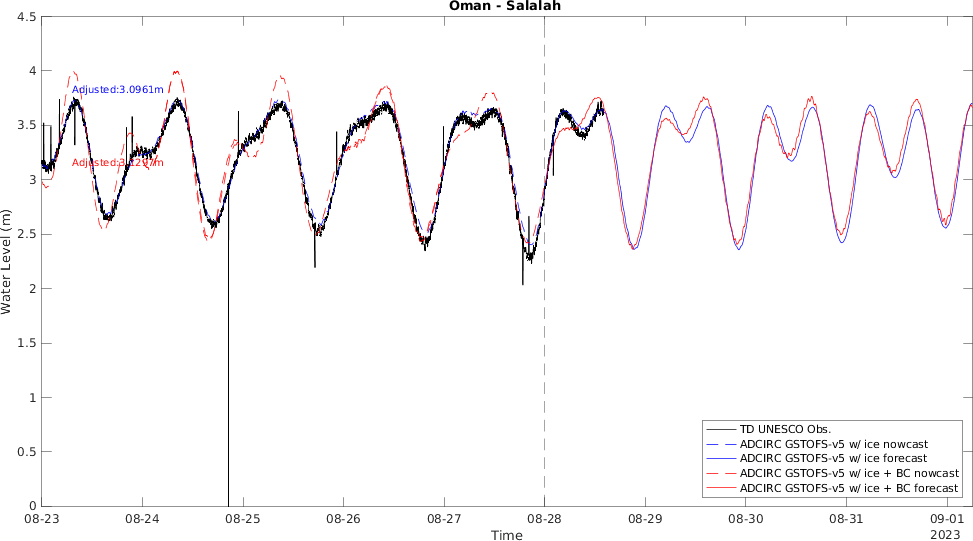 Oman - Salalah
4.5
4
3.5
3
2.5
2
1.5
1
0.5
0
Water Level (m)
Adjusted:3.0961m
TD UNESCO Obs.
ADCIRC GSTOFS-v5 w/ ice nowcast
ADCIRC GSTOFS-v5 w/ ice forecast
ADCIRC GSTOFS-v5 w/ ice + BC nowcast
ADCIRC GSTOFS-v5 w/ ice + BC forecast
08-23 08-24 08-25 08-26 08-27 08-28 08-29 08-30 08-31 09-01
Time
2023